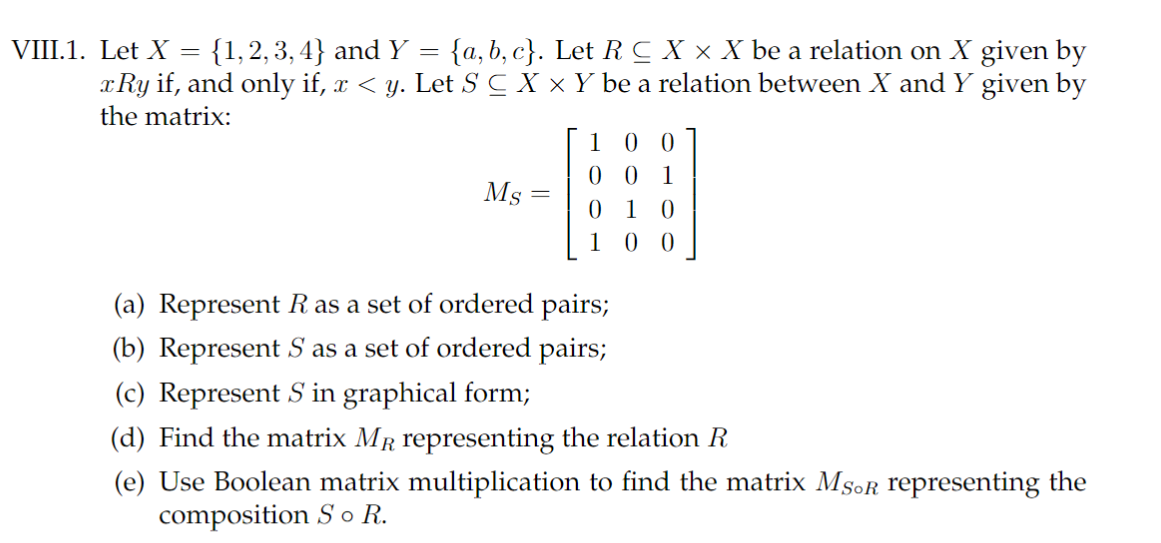 VIII.1. Let X = {1, 2, 3, 4} and Y = {a, b, c}. Let R ⊆ X × X be a relation on X given by
xRy if, and only if, x < y. Let S ⊆ X × Y be a relation between X and Y given by
the matrix:
M_S = [ 1 0 0
0 0 1
0 1 0
1 0 0 ]
(a) Represent R as a set of ordered pairs;
(b) Represent S as a set of ordered pairs;
(c) Represent S in graphical form;
(d) Find the matrix M_R representing the relation R
(e) Use Boolean matrix multiplication to find the matrix M_{S∘R} representing the
composition S ∘ R.